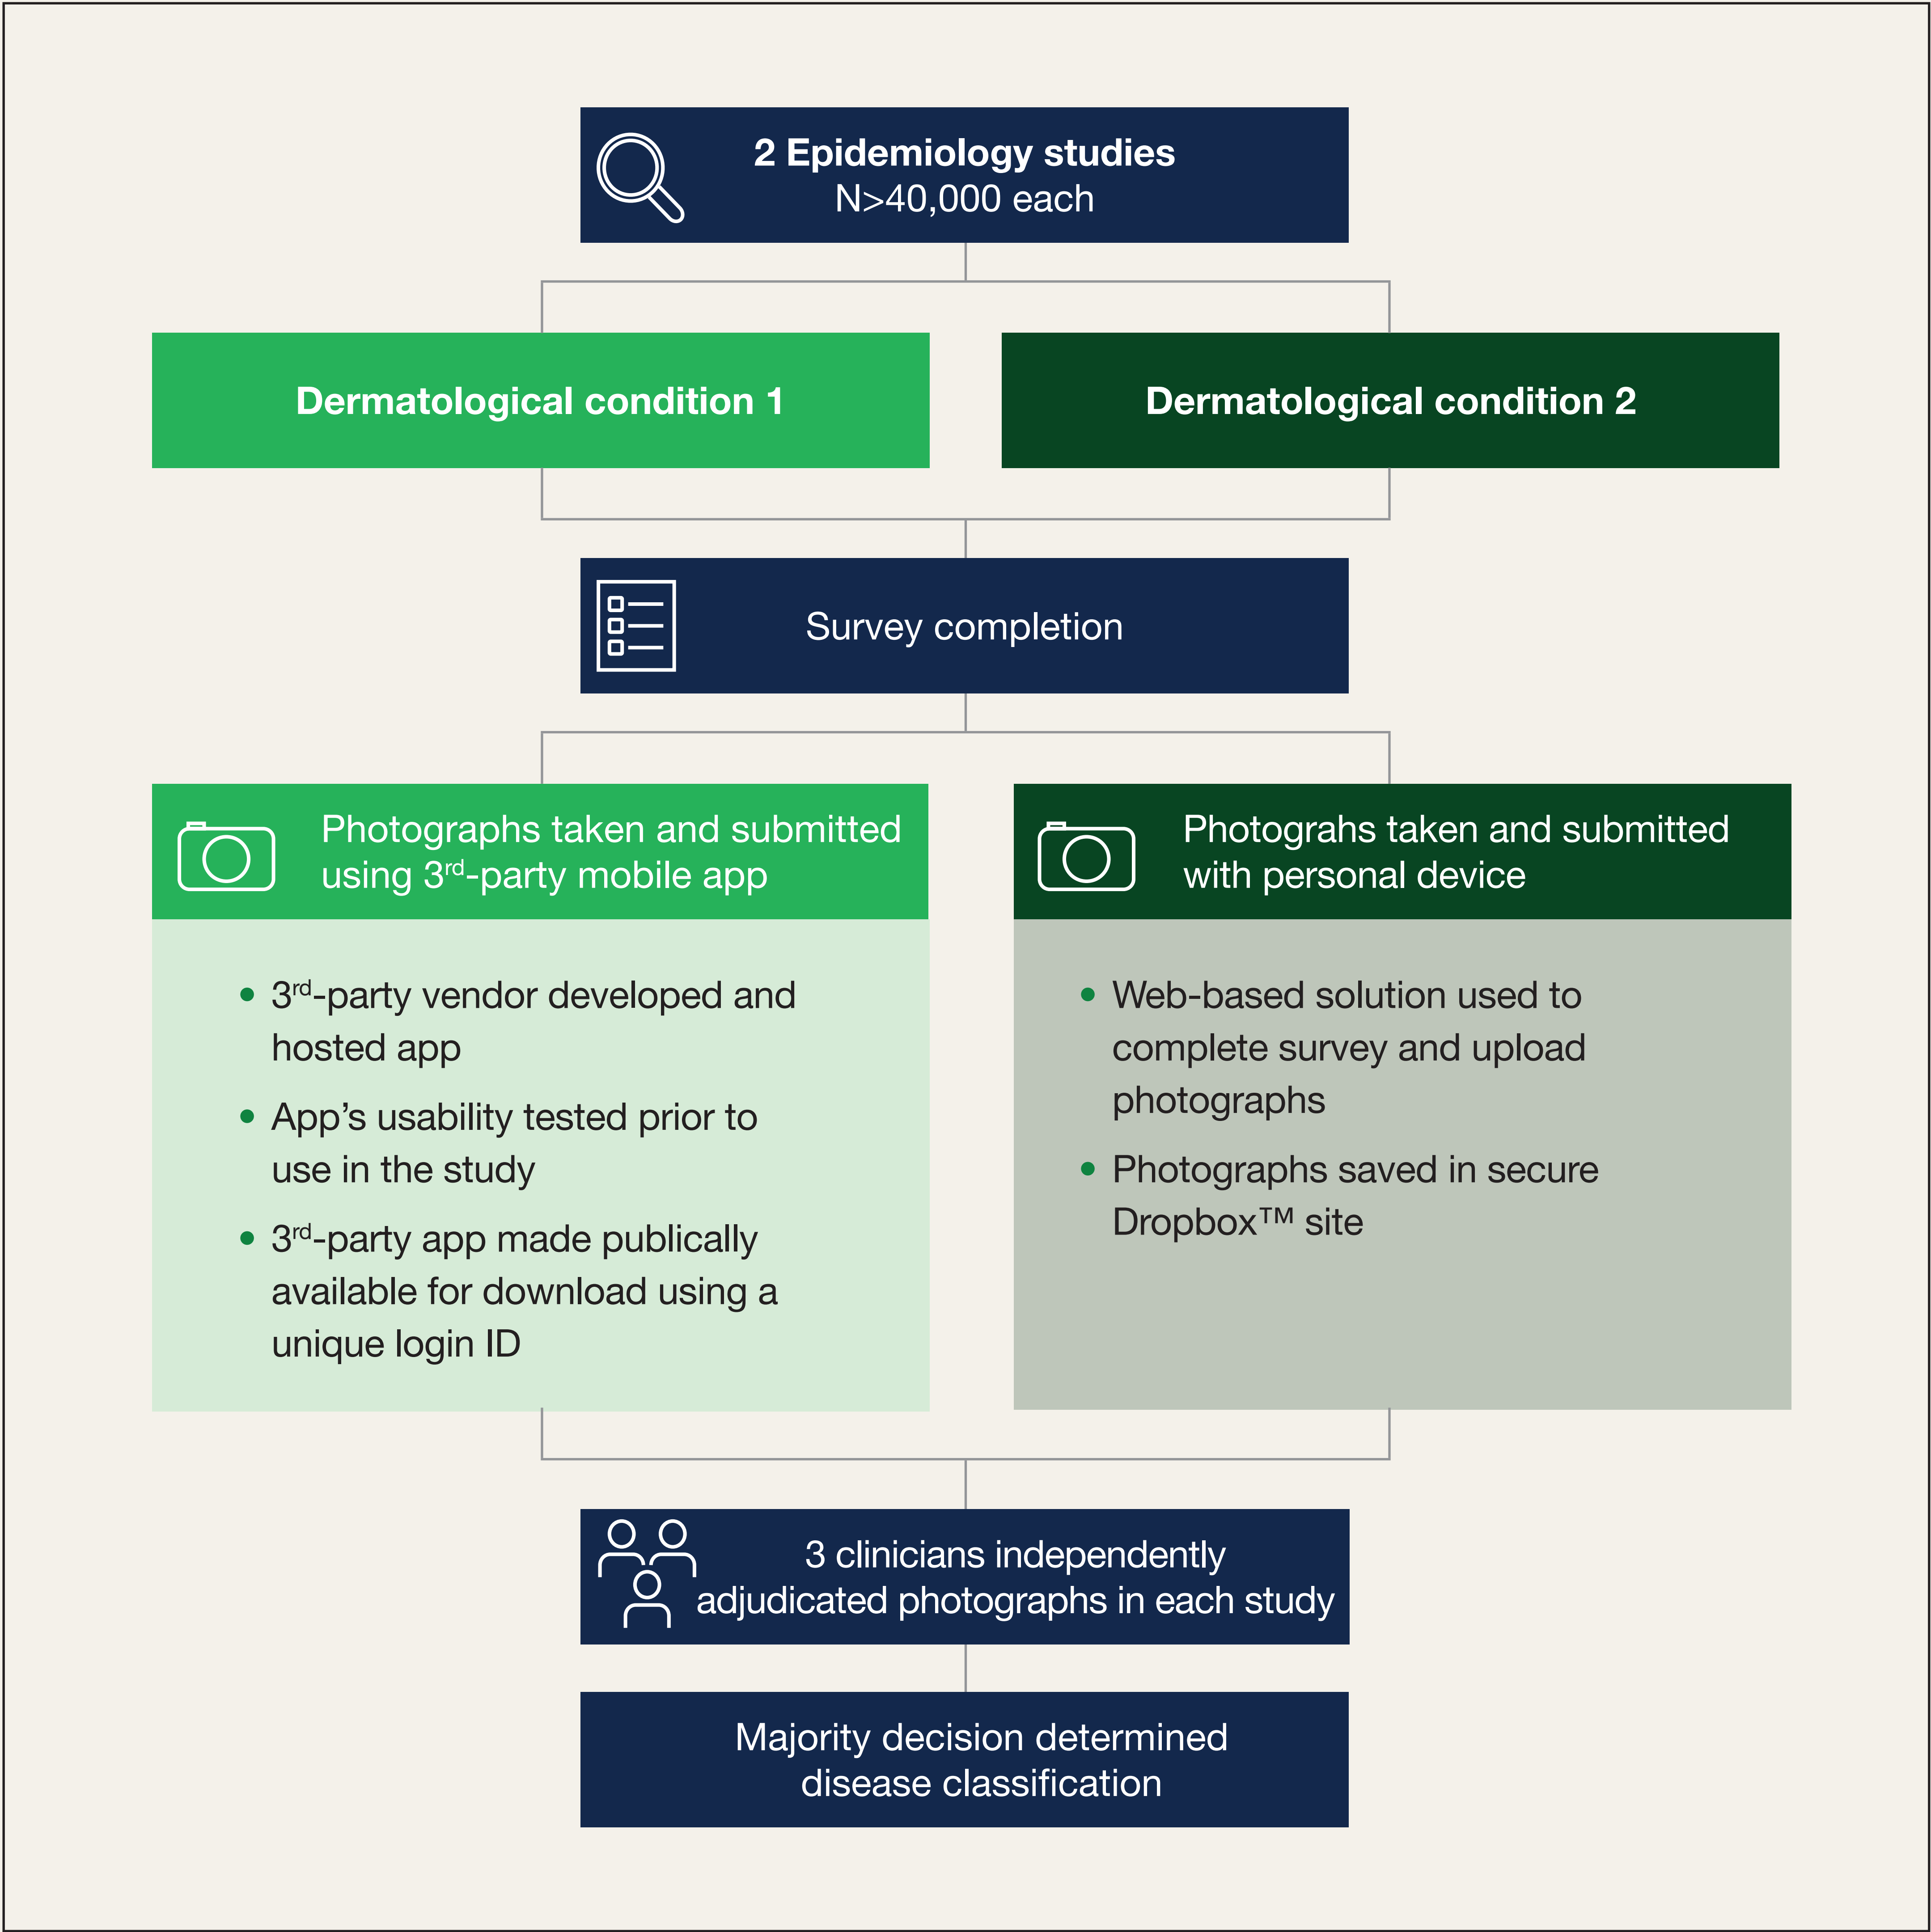 2 Epidemiology studies
N>40,000 each
Dermatological condition 1
Dermatological condition 2
Survey completion
Photographs taken and submitted
using 3rd-party mobile app
• 3rd-party vendor developed and
hosted app
• App’s usability tested prior to
use in the study
• 3rd-party app made publically
available for download using a
unique login ID
Photograhs taken and submitted
with personal device
• Web-based solution used to
complete survey and upload
photographs
• Photographs saved in secure
Dropbox™ site
3 clinicians independently
adjudicated photographs in each study
Majority decision determined
disease classification